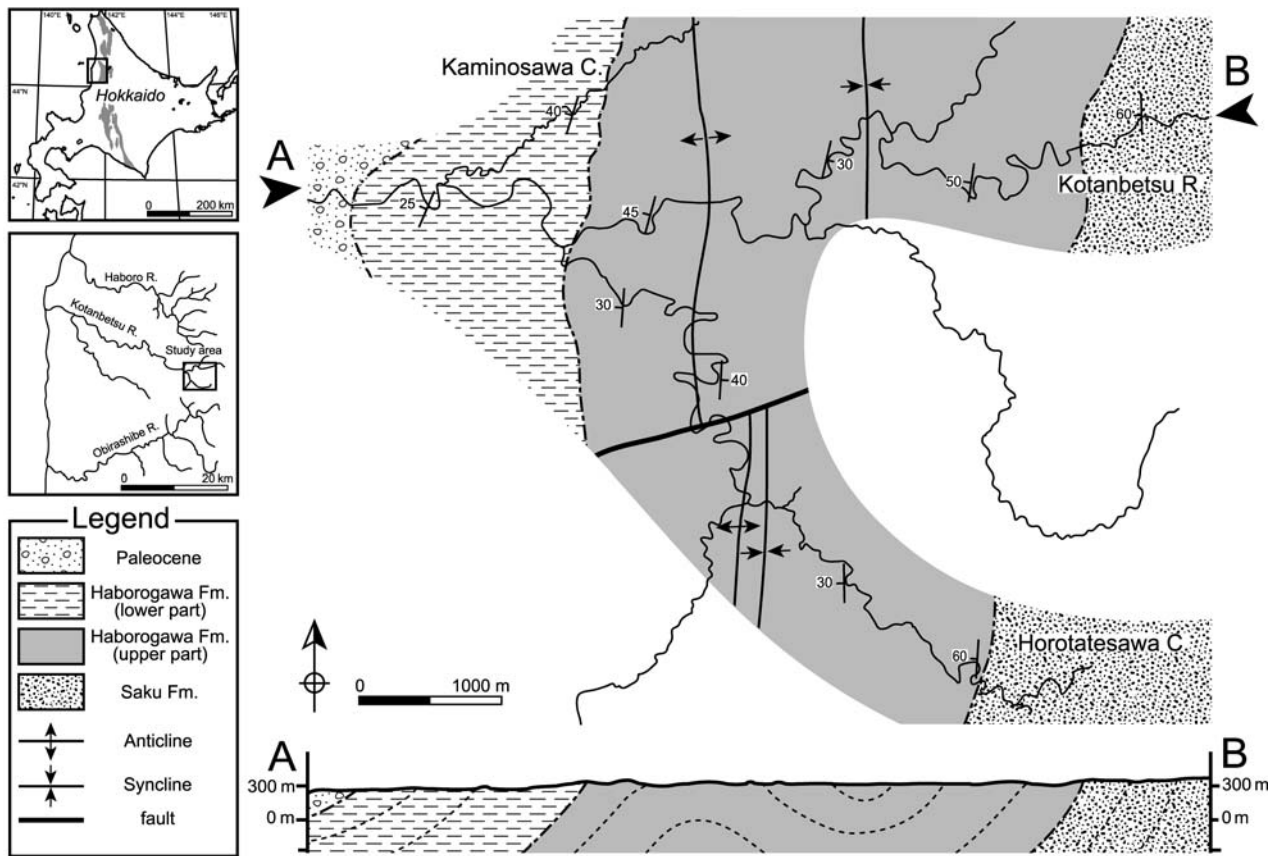 140°E
142°E
144°E
146°E
44°N
Hokkaido
42°N
0
200 km
Haboro R.
Kotanbetsu R.
Study area
Obirashibe R.
0
20 km
Legend
Paleocene
Haborogawa Fm.
(lower part)
Haborogawa Fm.
(upper part)
Saku Fm.
Anticline
Syncline
fault
Kaminosawa C.
B
A
40
60
30
25
50
Kotanbetsu R.
45
30
40
30
Horotatesawa C
60
0
1000 m
A
B
300 m
0 m
300 m
0 m